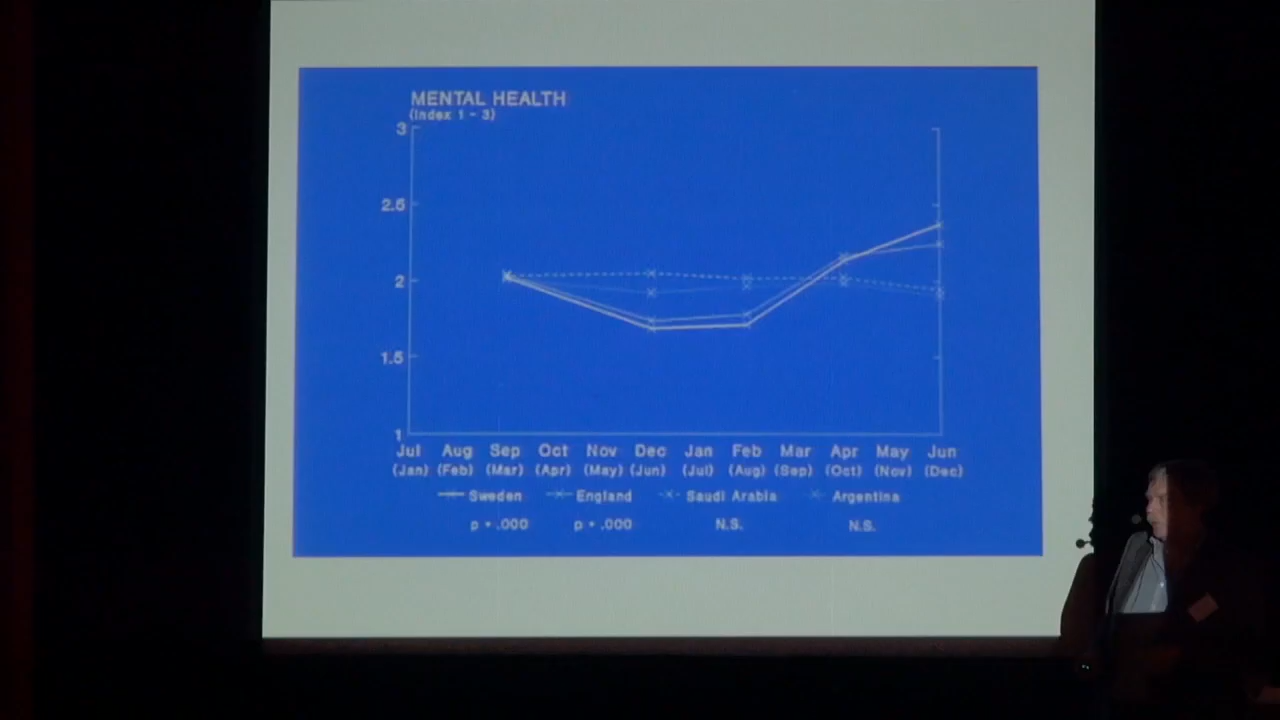 MENTAL HEALTH
(Index 1 - 3)
3
2.5
2
1.5
1
Jul Aug Sep Oct Nov Dec Jan Feb Mar Apr May Jun
(Jan) (Feb) (Mar) (Apr) (May) (Jun) (Jul) (Aug) (Sep) (Oct) (Nov) (Dec)
Sweden England Saudi Arabia Argentina
p = .000 p = .000 N.S. N.S.